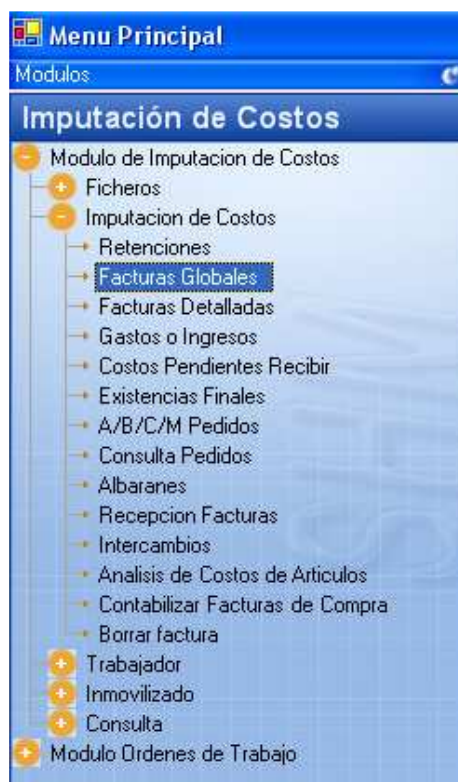 Menu Principal
Modulos
Imputación de Costos
Modulo de Imputacion de Costos
Ficheros
Imputacion de Costos
Retenciones
Facturas Globales
Facturas Detalladas
Gastos o Ingresos
Costos Pendientes Recibir
Existencias Finales
A/B/C/M Pedidos
Consulta Pedidos
Albaranes
Recepcion Facturas
Intercambios
Analisis de Costos de Articulos
Contabilizar Facturas de Compra
Borrar factura
Trabajador
Inmovilizado
Consulta
Modulo Ordenes de Trabajo